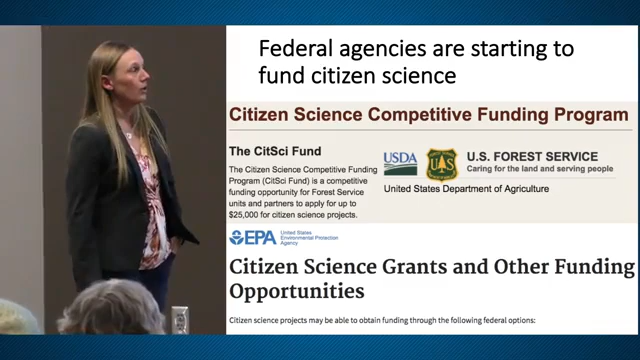 Federal agencies are starting to
fund citizen science
Citizen Science Competitive Funding Program
The CitSci Fund
The Citizen Science Competitive Funding
Program (CitSci Fund) is a competitive
funding opportunity for Forest Service
units and partners to apply for up to
$25,000 for citizen science projects.
USDA
U.S. FOREST SERVICE
Caring for the land and serving people
United States Department of Agriculture
EPA
United States
Environmental Protection
Agency
Citizen Science Grants and Other Funding
Opportunities
Citizen science projects may be able to obtain funding through the following federal options: